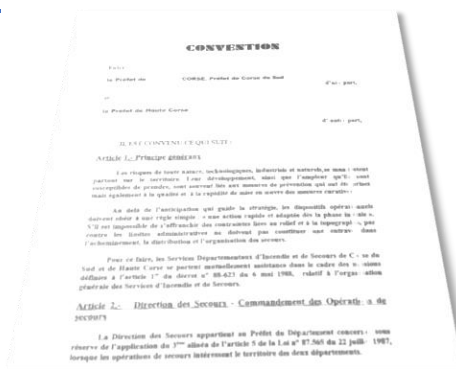 CONVENTION
Entre
le Préfet de CORSE, Préfet de Corse du Sud
d'une part,
et
le Préfet de Haute Corse
d'autre part,
IL EST CONVENU CE QUI SUIT :
Article 1.- Principe généraux
Les risques de toute nature, technologiques, industriels et naturels, se
partout sur le territoire. Leur développement, ainsi que l'ampleur qu'ils sont
susceptibles de prendre, sont souvent liés aux mesures de prévention qui ont été prises
mais également à la qualité et à la rapidité de mise en œuvre des moyens
Au delà de l'anticipation qui guide la stratégie, les dispositifs opérationnels
doivent obéir à une règle simple : « une action rapide et adaptée dès la phase initiale ».
S'il est impossible de s'affranchir des contraintes liées au relief et à la topographie, par
contre les limites administratives ne doivent pas constituer une entrave dans
l'acheminement, la distribution et l'organisation des secours.
Pour ce faire, les Services Départementaux d'Incendie et de Secours de Corse du
Sud et de Haute Corse se portent mutuellement assistance dans le cadre des missions
définies à l'article 1er du décret n° 88-623 du 6 mai 1988, relatif à l'organisation
générale des Services d'Incendie et de Secours.
Article 2.- Direction des Secours - Commandement des Opérations de
secours
La Direction des Secours appartient au Préfet du Département concerné sous
réserve de l'application du 3ème alinéa de l'article 5 de la Loi n° 87.565 du 22 juillet 1987,
lorsque les opérations de secours intéressent le territoire des deux départements.